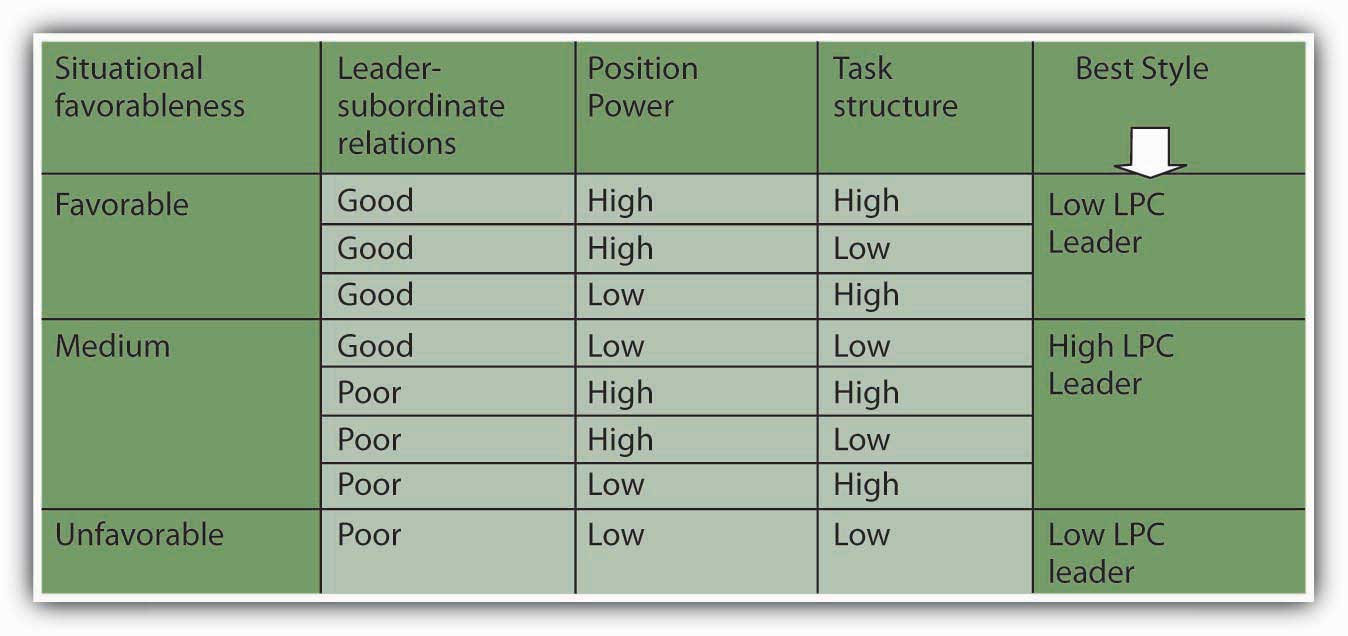 Situational
favorableness
Leader-
subordinate
relations
Position
Power
Task
structure
Best Style
Favorable
Good
High
High
Low LPC
Leader
Good
High
Low
Good
Low
High
Medium
Good
Low
Low
High LPC
Leader
Poor
High
High
Poor
High
Low
Poor
Low
High
Unfavorable
Poor
Low
Low
Low LPC
leader